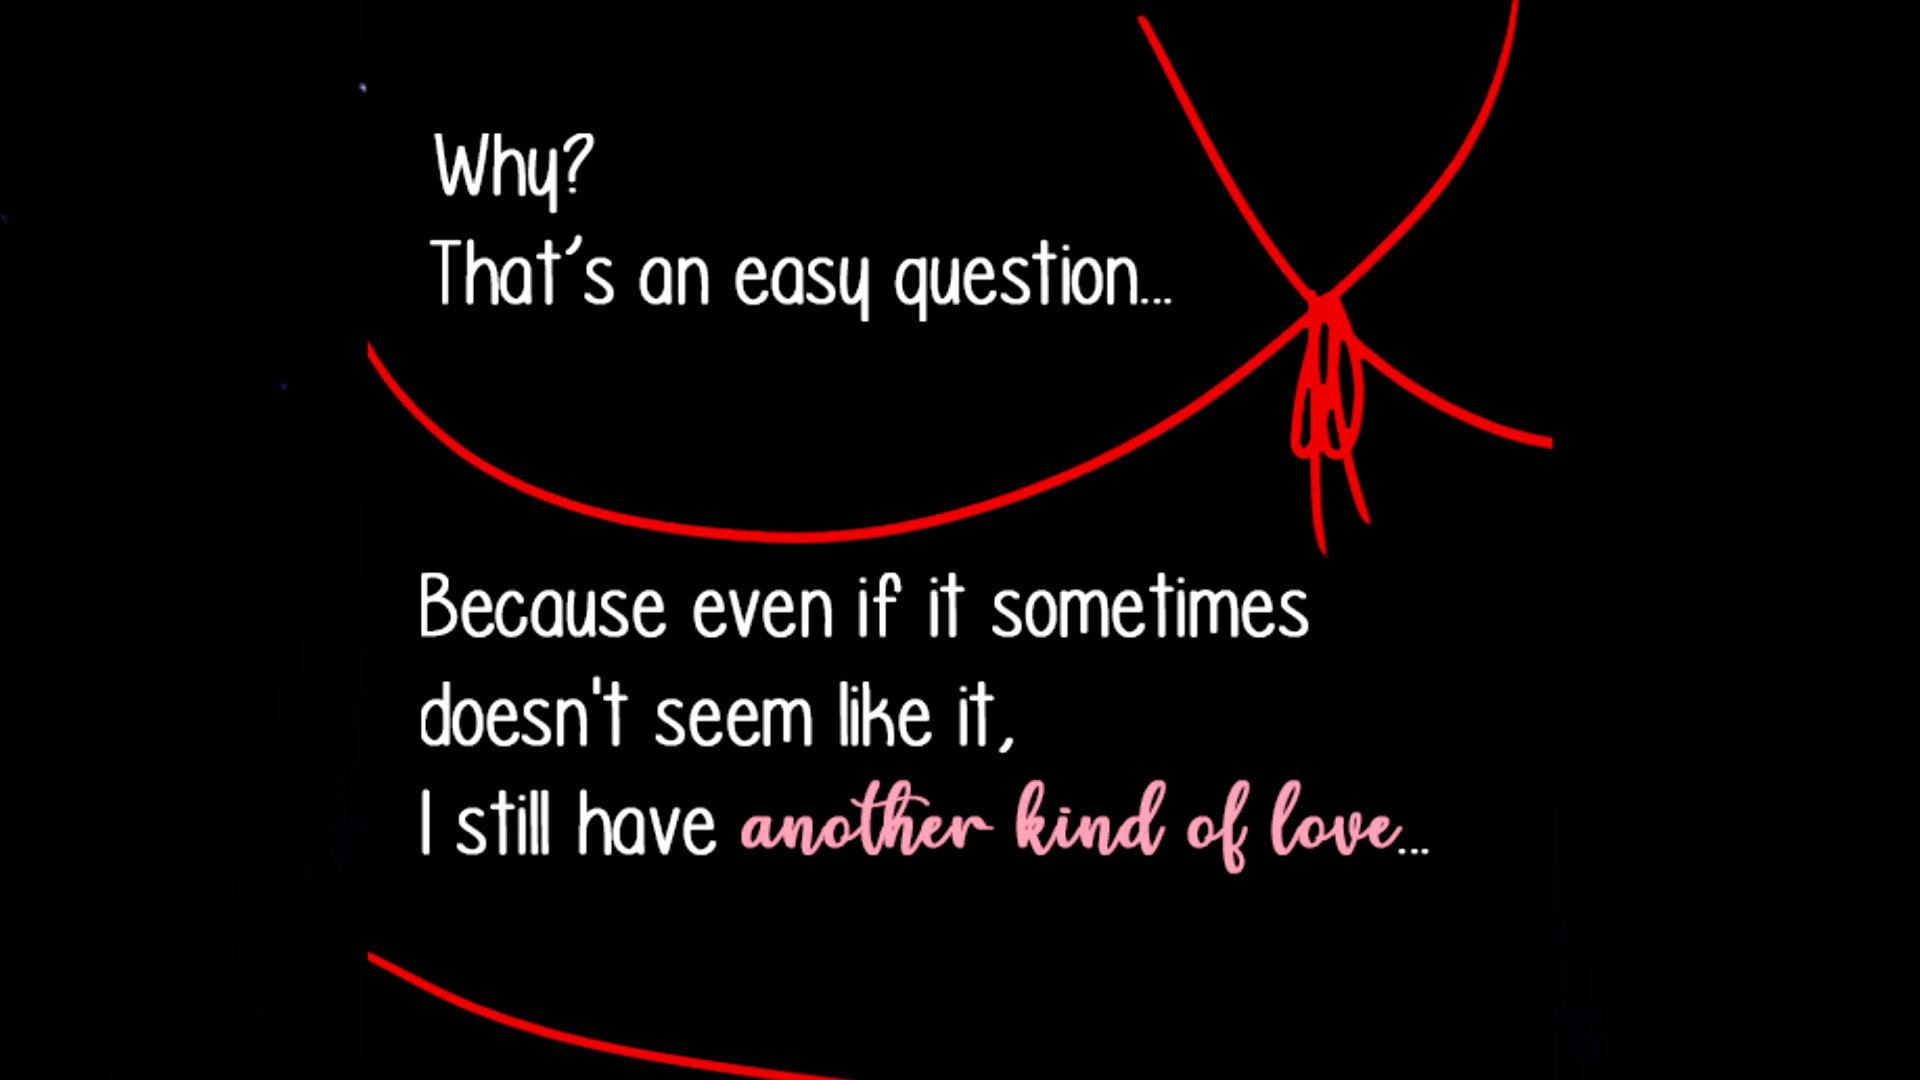 Why?
That’s an easy question...
Because even if it sometimes
doesn't seem like it,
I still have another kind of love...